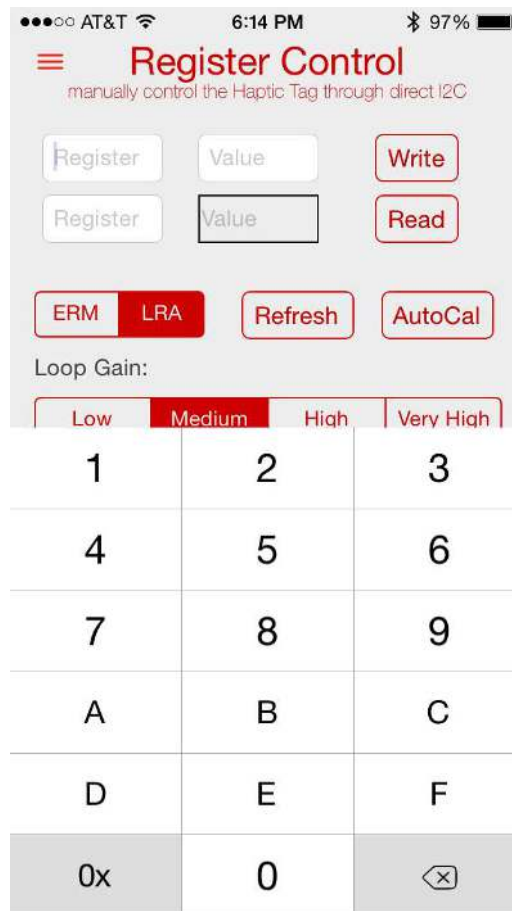 AT&T 6:14 PM 97%
Register Control
manually control the Haptic Tag through direct I2C
Register Value Write
Register Value Read
ERM LRA Refresh AutoCal
Loop Gain:
Low Medium High Very High
1 2 3
4 5 6
7 8 9
A B C
D E F
0x 0